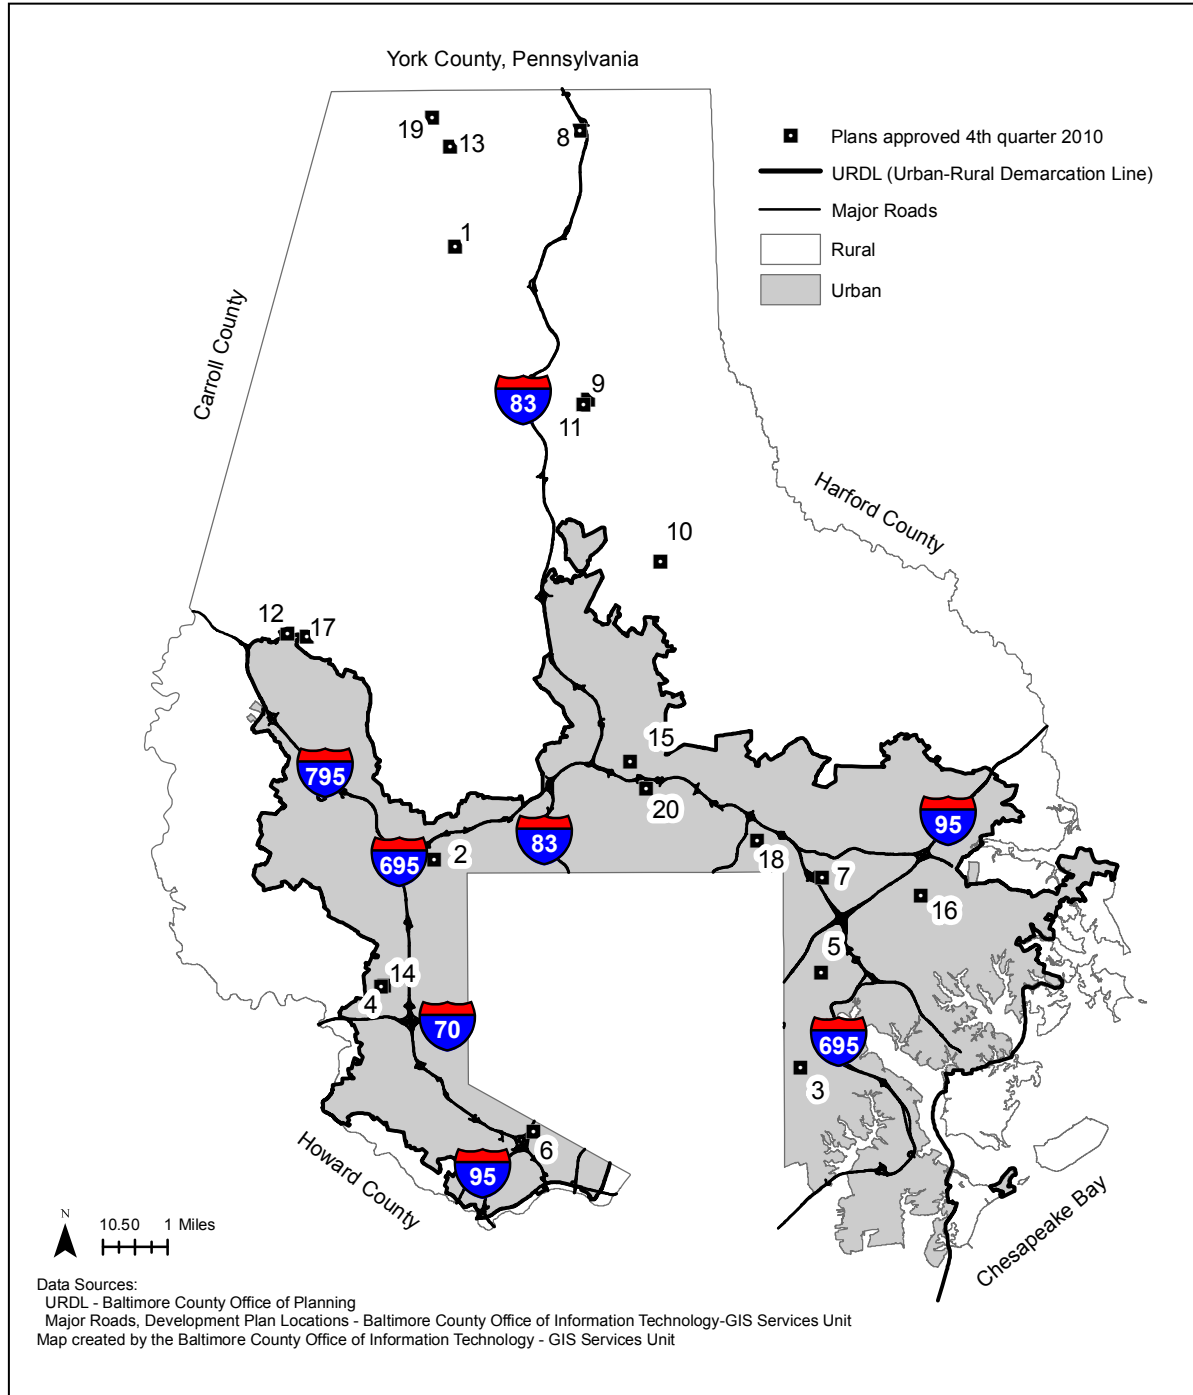 York County, Pennsylvania
19
13
8
Plans approved 4th quarter 2010
URDL (Urban-Rural Demarcation Line)
Major Roads
Rural
Urban
1
Carroll County
83
9
11
Harford County
10
12
17
15
795
20
95
83
18
695
2
7
16
5
14
4
70
695
3
6
Howard County
95
Chesapeake Bay
N
10.50 1 Miles
Data Sources:
URDL - Baltimore County Office of Planning
Major Roads, Development Plan Locations - Baltimore County Office of Information Technology-GIS Services Unit
Map created by the Baltimore County Office of Information Technology - GIS Services Unit